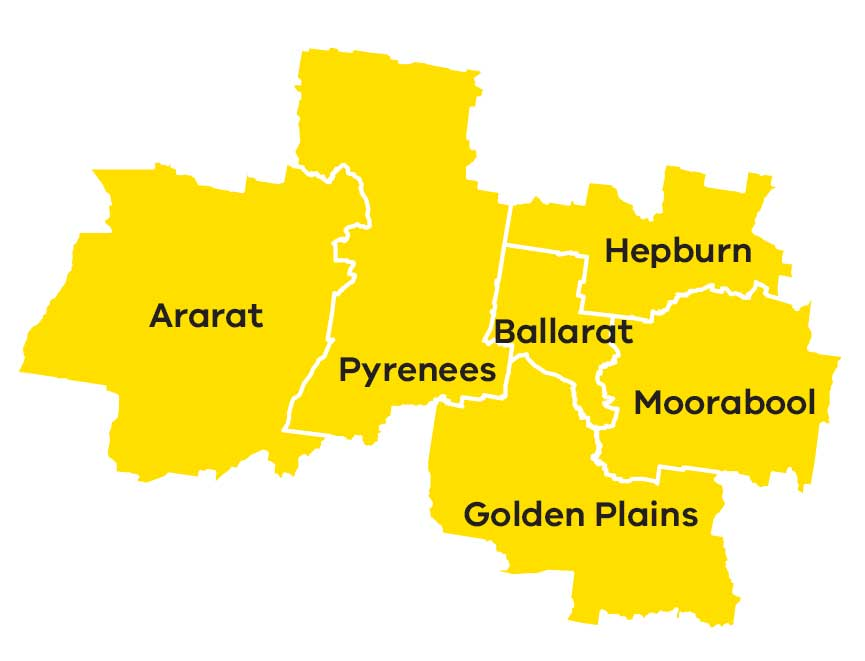 Hepburn
Ararat
Ballarat
Pyrenees
Moorabool
Golden Plains